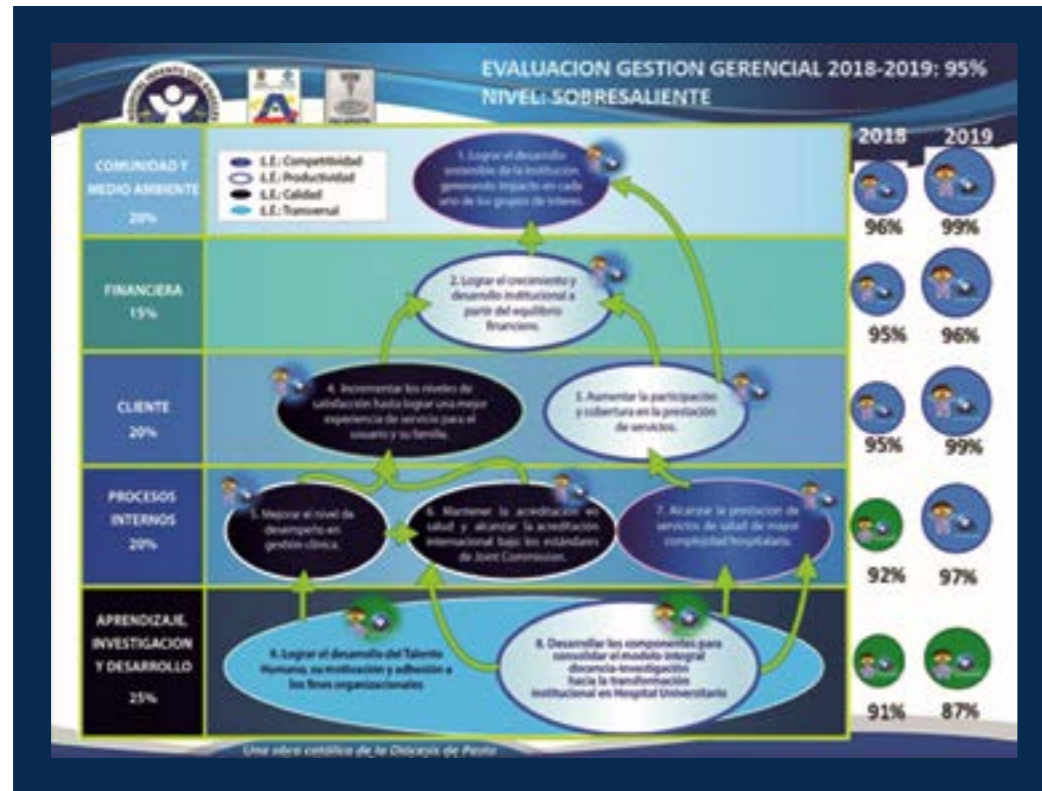 EVALUACION GESTION GERENCIAL 2018-2019: 95%
NIVEL: SOBRESALIENTE
2018 2019
COMUNIDAD Y
MEDIO AMBIENTE
20%
L.E.: Competitividad
L.E.: Productividad
L.E.: Calidad
L.E.: Transversal
1. Lograr el desarrollo
sostenible de la institución,
generando impacto en cada
uno de los grupos de interes.
96% 99%
FINANCIERA
15%
2. Lograr el crecimiento y
desarrollo institucional a
partir del equilibrio
financiero.
95% 96%
CLIENTE
20%
4. Incrementar los niveles de
satisfacción hasta lograr una mejor
experiencia de servicio para el
usuario y su familia.
3. Aumentar la participación
y cobertura en la prestación
de servicios.
95% 99%
PROCESOS
INTERNOS
20%
5. Mejorar el nivel de
desempeño en
gestión clínica.
6. Mantener la acreditación en
salud y alcanzar la acreditación
internacional bajo los estándares
de Joint Commission.
7. Alcanzar la prestacion de
servicios de salud de mayor
complejidad hospitalaria.
92% 97%
APRENDIZAJE,
INVESTIGACION
Y DESARROLLO
25%
Lograr el desarrollo del Talento
Humano, su motivación y adhesión a
los fines organizacionales
8. Desarrollar los componentes para
consolidar el modelo integral
docencia-investigación
hacia la transformación
institucional en Hospital Universitario
91% 87%
Una obra católica de la Diócesis de Pasto